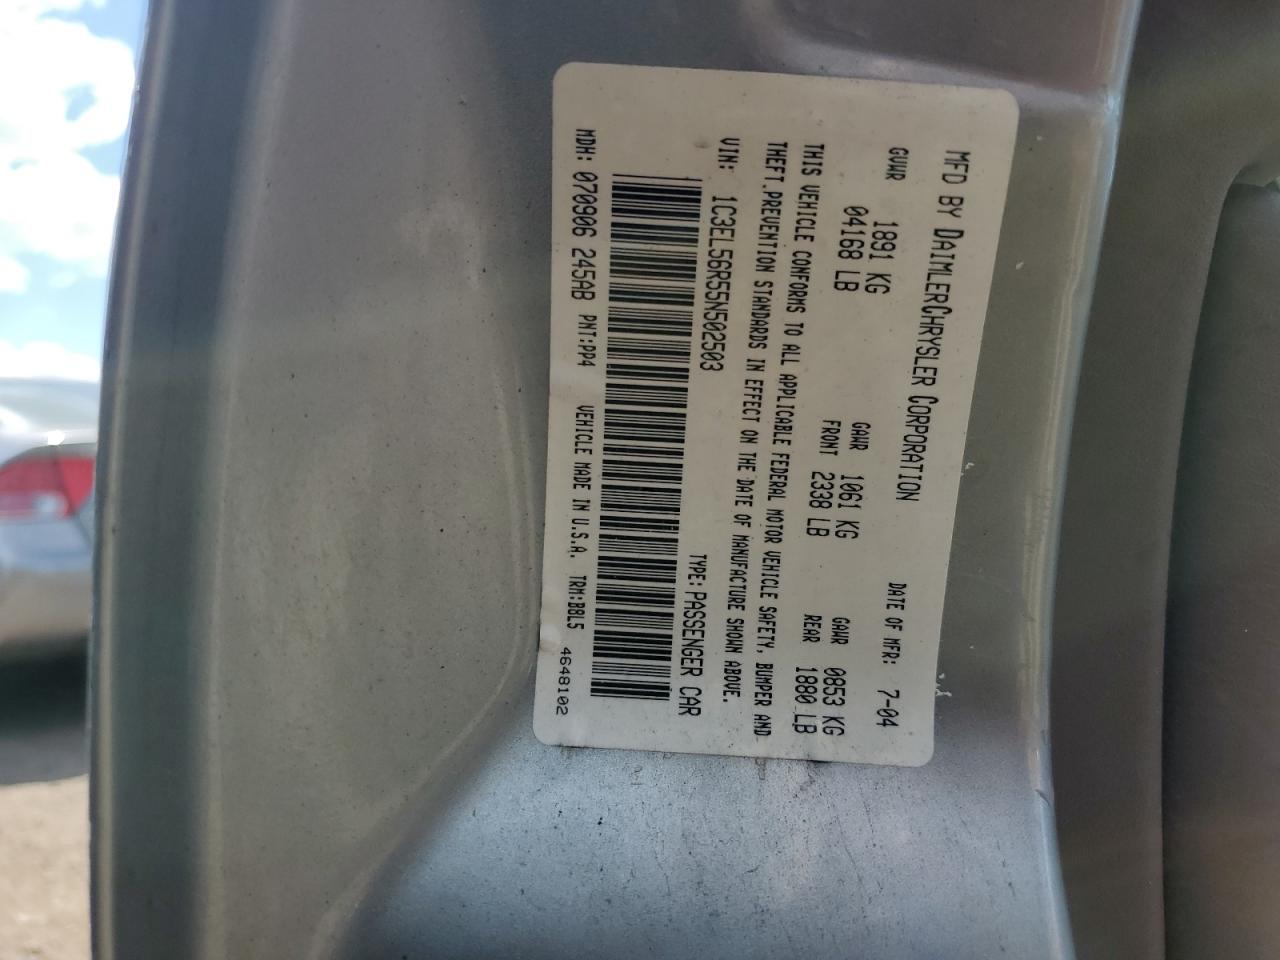 MFD BY DAIMLERCHRYSLER CORPORATION DATE OF MFR: 7-04
GVWR 1891 KG GAWR 1061 KG GAWR 0853 KG
04168 LB FRONT 2338 LB REAR 1880 LB
THIS VEHICLE CONFORMS TO ALL APPLICABLE FEDERAL MOTOR VEHICLE SAFETY, BUMPER AND
THEFT PREVENTION STANDARDS IN EFFECT ON THE DATE OF MANUFACTURE SHOWN ABOVE.
VIN: 1C3EL56R55N502503 TYPE: PASSENGER CAR
MDH: 070906 245AB PNT:PP4 VEHICLE MADE IN U.S.A. TRM:B8L5 4648102